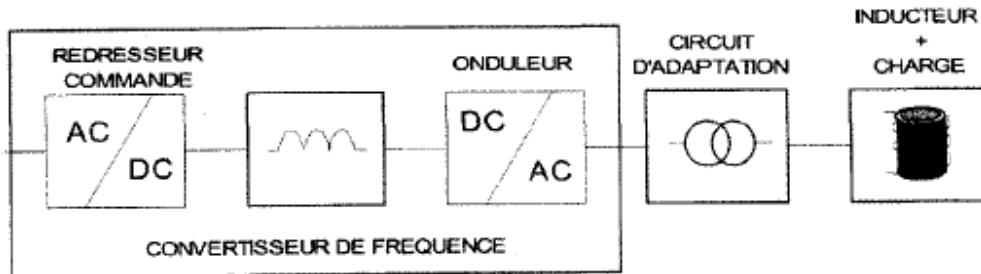 REDRESSEUR
COMMANDE
AC
DC
ONDULEUR
DC
AC
CONVERTISSEUR DE FREQUENCE
CIRCUIT
D'ADAPTATION
INDUCTEUR
+
CHARGE